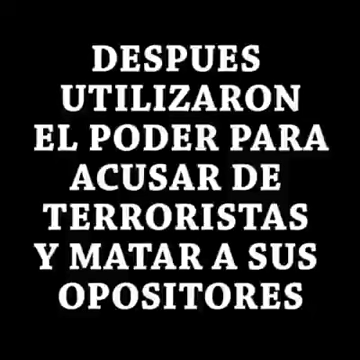 DESPUES
UTILIZARON
EL PODER PARA
ACUSAR DE
TERRORISTAS
Y MATAR A SUS
OPOSITORES